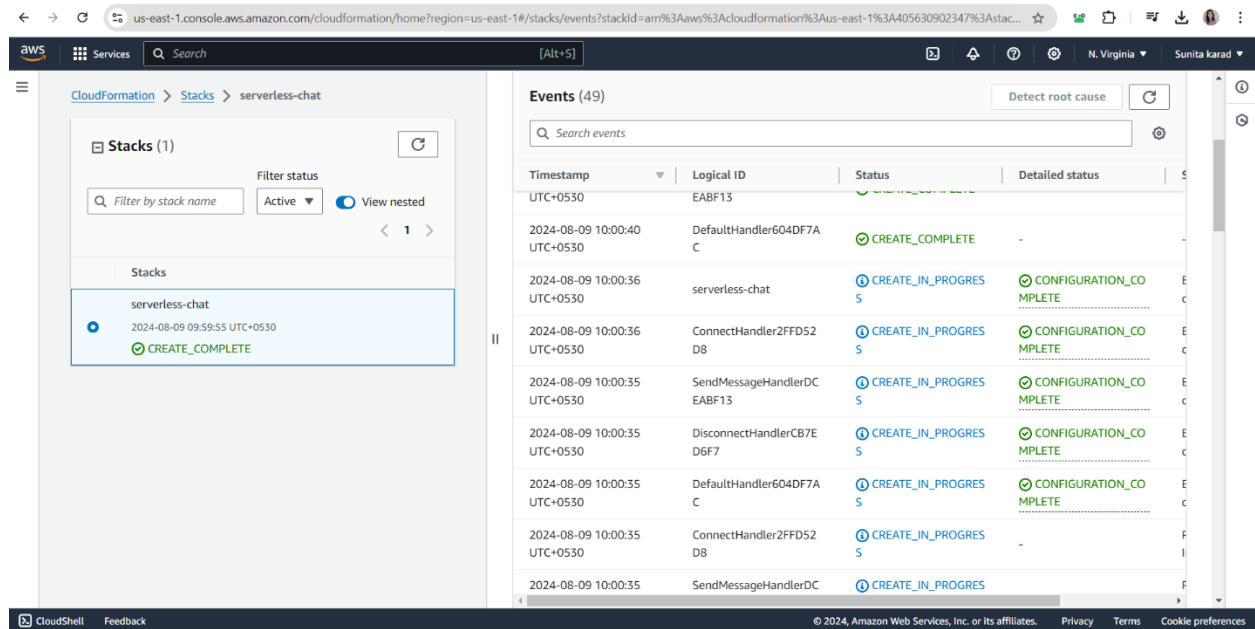 us-east-1.console.aws.amazon.com/cloudformation/home?region=us-east-1#/stacks/events?stackId=arn%3Aaws%3Acloudformation%3Aus-east-1%3A405630902347%3Astac...
aws
Services
Search
[Alt+S]
N. Virginia ▼
Sunita karad ▼
CloudFormation > Stacks > serverless-chat
Stacks (1)
Filter status
Filter by stack name
Active ▼
View nested
< 1 >
Stacks
serverless-chat
2024-08-09 09:59:55 UTC+0530
CREATE_COMPLETE
Events (49)
Detect root cause
Search events
Timestamp
Logical ID
Status
Detailed status
UTC+0530
EABF13
CREATE_COMPLETE
2024-08-09 10:00:40
UTC+0530
DefaultHandler604DF7A
C
CREATE_COMPLETE
-
-
2024-08-09 10:00:36
UTC+0530
serverless-chat
CREATE_IN_PROGRES
S
CONFIGURATION_CO
MPLETE
2024-08-09 10:00:36
UTC+0530
ConnectHandler2FFD52
D8
CREATE_IN_PROGRES
S
CONFIGURATION_CO
MPLETE
2024-08-09 10:00:35
UTC+0530
SendMessageHandlerDC
EABF13
CREATE_IN_PROGRES
S
CONFIGURATION_CO
MPLETE
2024-08-09 10:00:35
UTC+0530
DisconnectHandlerCB7E
D6F7
CREATE_IN_PROGRES
S
CONFIGURATION_CO
MPLETE
2024-08-09 10:00:35
UTC+0530
DefaultHandler604DF7A
C
CREATE_IN_PROGRES
S
CONFIGURATION_CO
MPLETE
2024-08-09 10:00:35
UTC+0530
ConnectHandler2FFD52
D8
CREATE_IN_PROGRES
S
-
2024-08-09 10:00:35
SendMessageHandlerDC
CREATE_IN_PROGRES
CloudShell
Feedback
© 2024, Amazon Web Services, Inc. or its affiliates.
Privacy
Terms
Cookie preferences